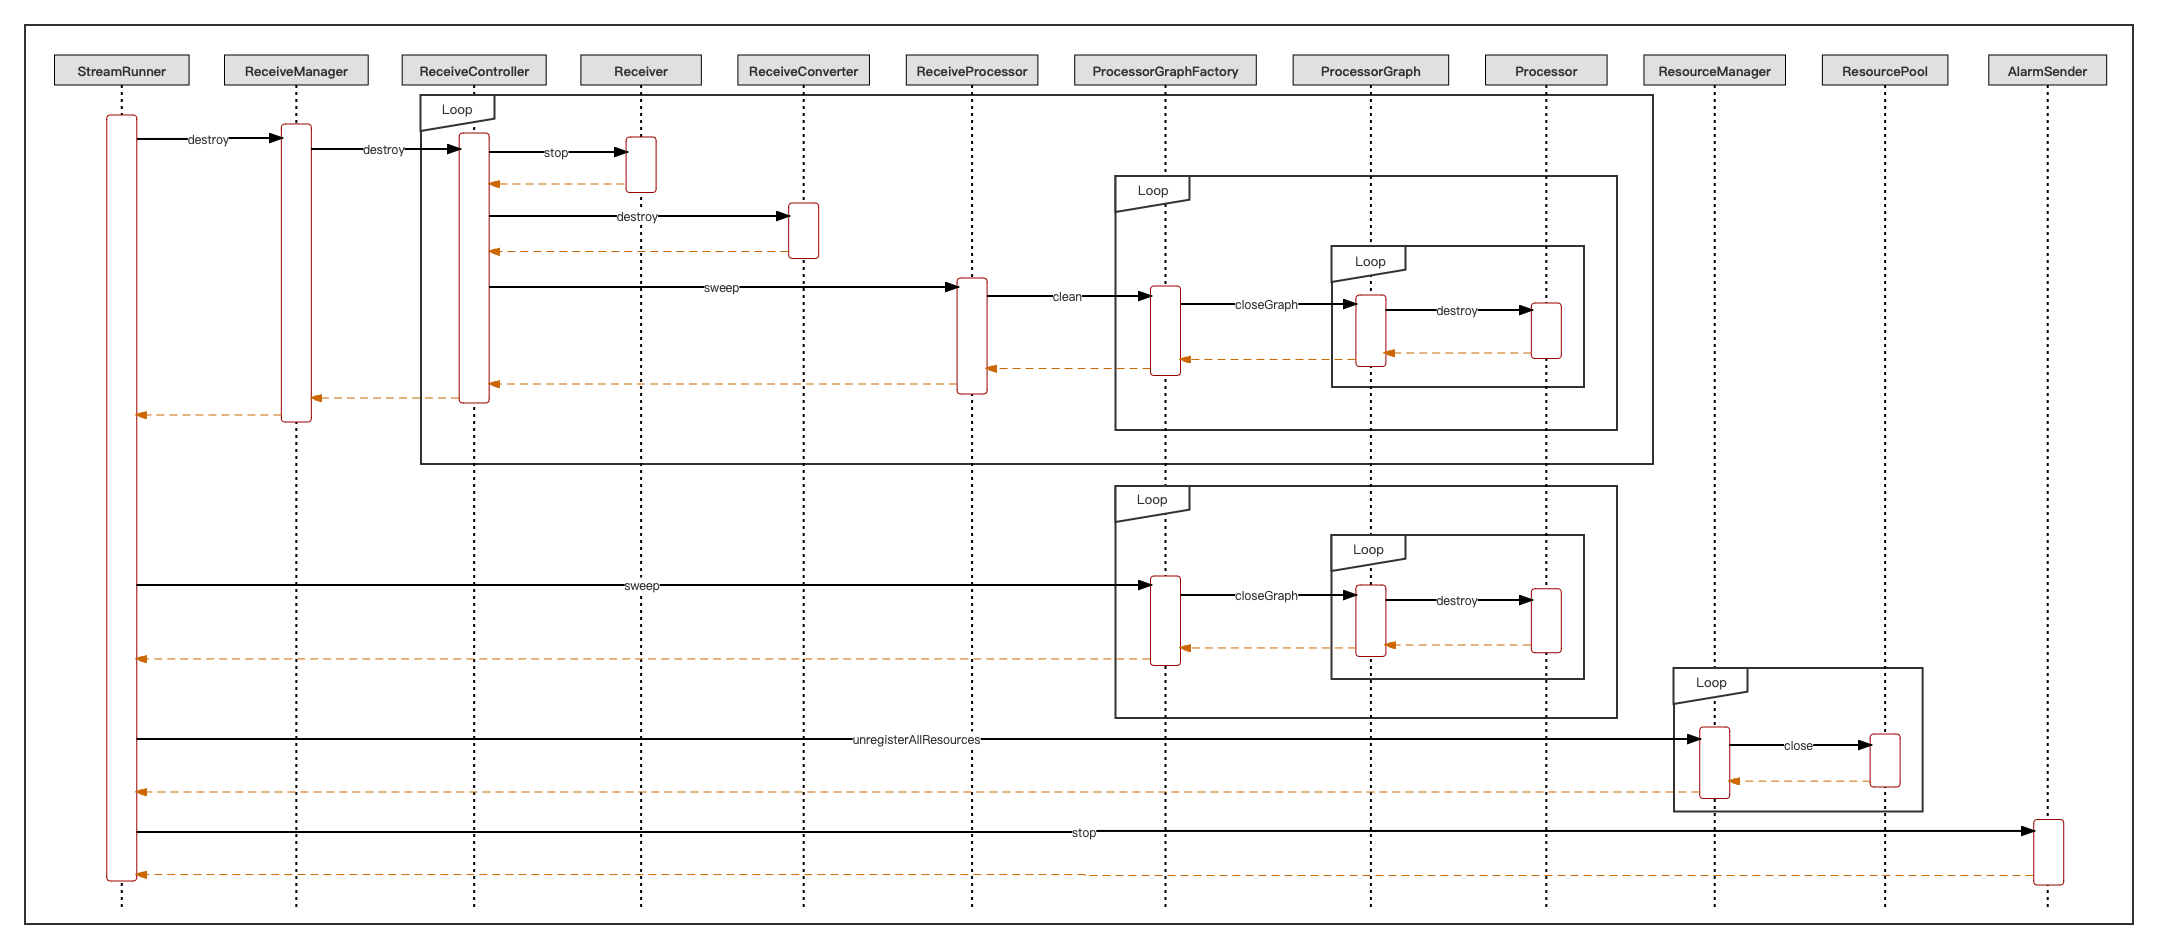 StreamRunner
ReceiveManager
ReceiveController
Receiver
ReceiveConverter
ReceiveProcessor
ProcessorGraphFactory
ProcessorGraph
Processor
ResourceManager
ResourcePool
AlarmSender
Loop
destroy
destroy
stop
Loop
destroy
Loop
sweep
clean
closeGraph
destroy
Loop
Loop
sweep
closeGraph
destroy
Loop
unregisterAllResources
close
stop